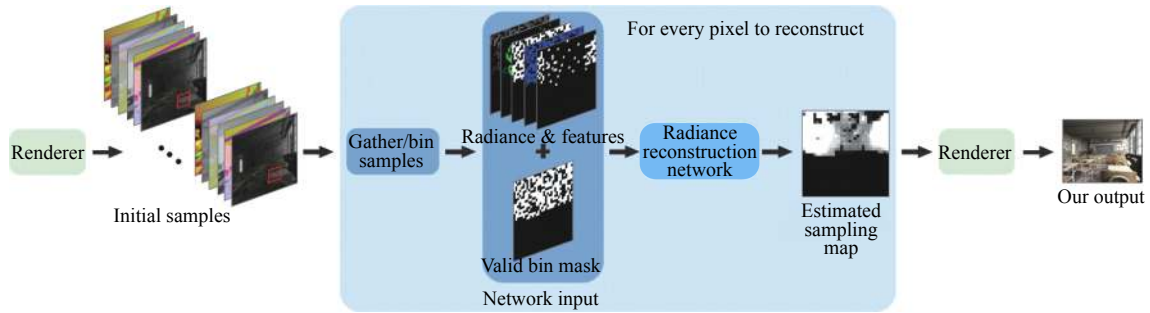 For every pixel to reconstruct
Renderer
Initial samples
Gather/bin
samples
Radiance & features
+
Valid bin mask
Network input
Radiance
reconstruction
network
Estimated
sampling
map
Renderer
Our output